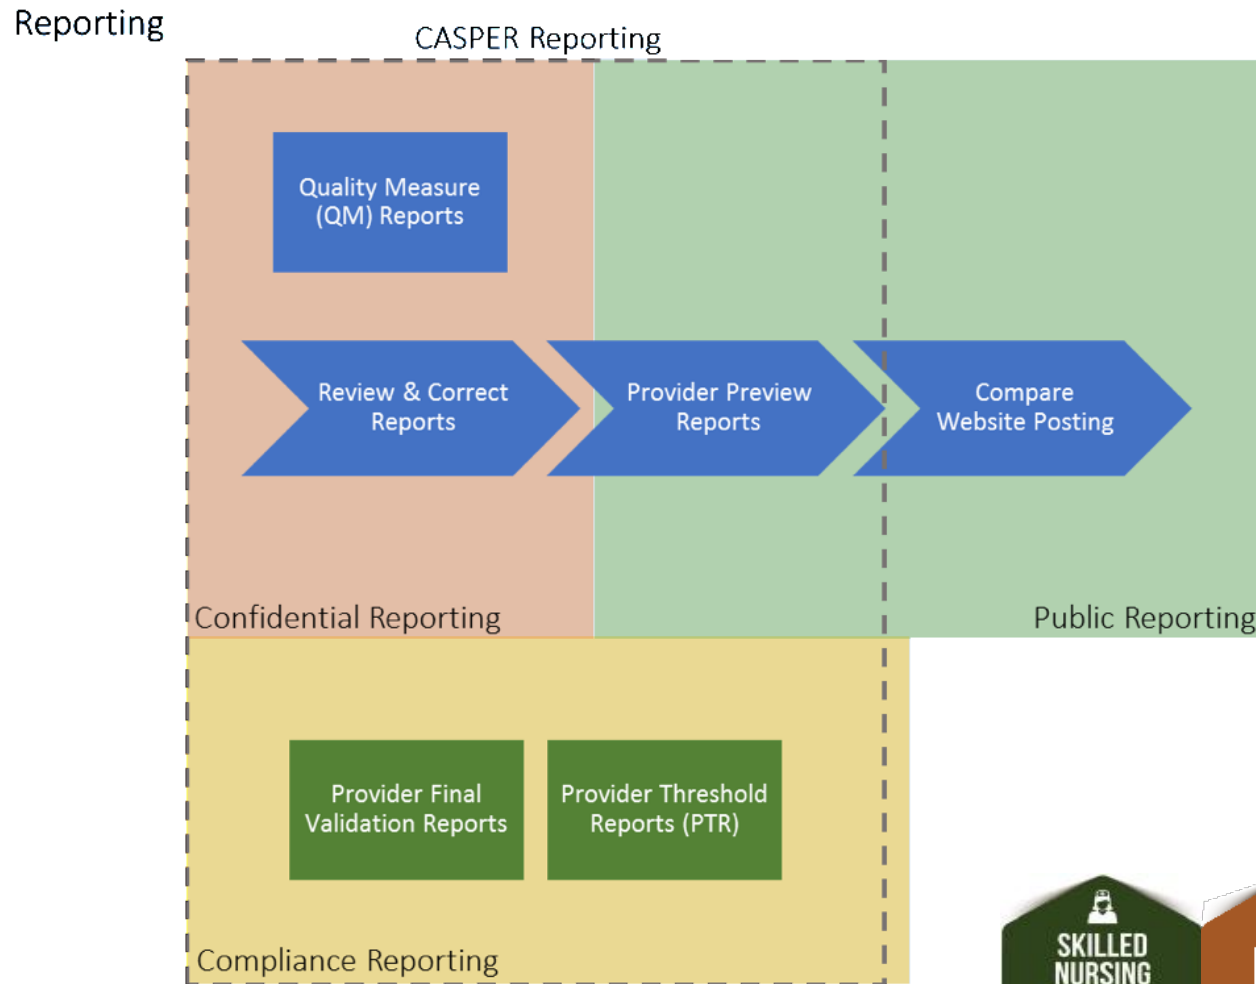 Reporting
CASPER Reporting
Quality Measure
(QM) Reports
Review & Correct
Reports
Provider Preview
Reports
Compare
Website Posting
Confidential Reporting
Public Reporting
Provider Final
Validation Reports
Provider Threshold
Reports (PTR)
Compliance Reporting
SKILLED
NURSING